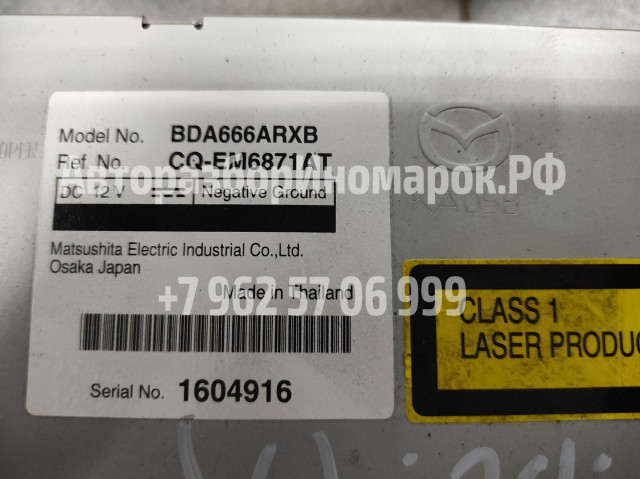 OPEN
Model No. BDA666ARXB
Ref. No. CQ-EM6871AT
АвторазборИномарок.РФ
DC 12 V Negative Ground
Matsushita Electric Industrial Co.,Ltd.
Osaka Japan
+7 962 57 06 999
Made in Thailand
CLASS 1
LASER PRODUC
Serial No. 1604916